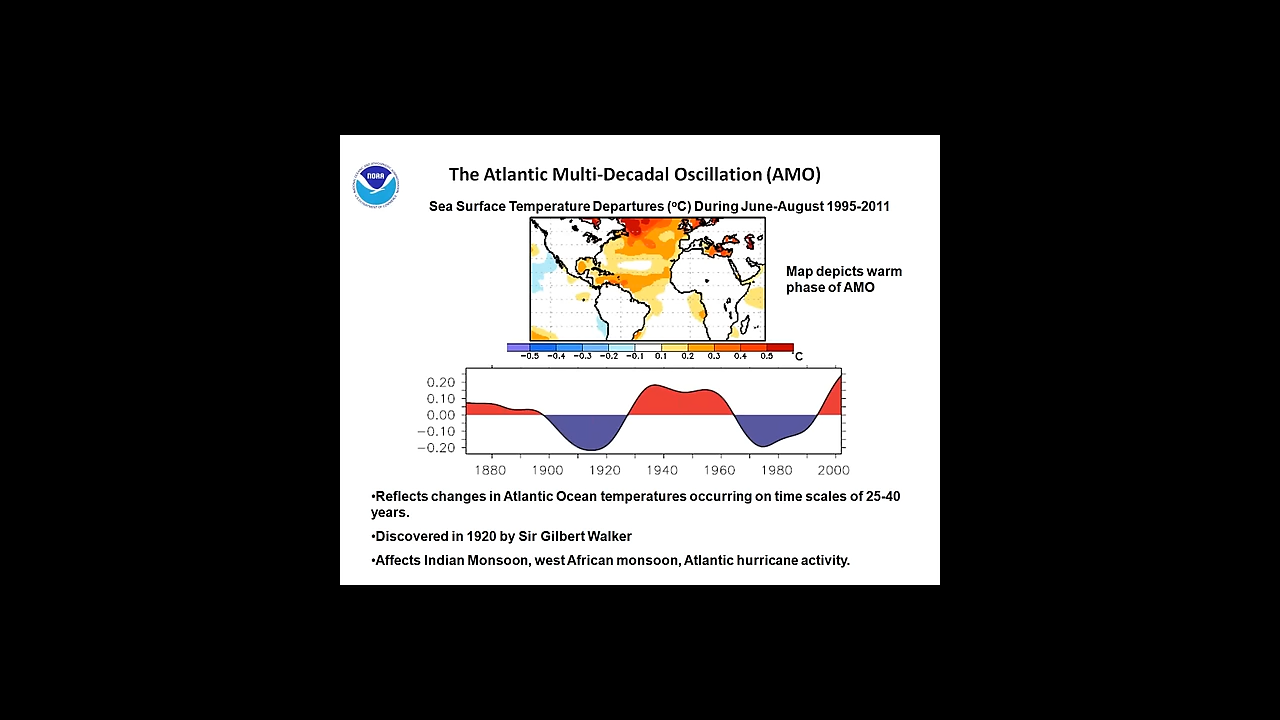 NOAA
The Atlantic Multi-Decadal Oscillation (AMO)
Sea Surface Temperature Departures (ºC) During June-August 1995-2011
Map depicts warm
phase of AMO
−0.5 −0.4 −0.3 −0.2 −0.1 0.1 0.2 0.3 0.4 0.5 C
0.20
0.10
0.00
−0.10
−0.20
1880 1900 1920 1940 1960 1980 2000
•Reflects changes in Atlantic Ocean temperatures occurring on time scales of 25-40
years.
•Discovered in 1920 by Sir Gilbert Walker
•Affects Indian Monsoon, west African monsoon, Atlantic hurricane activity.